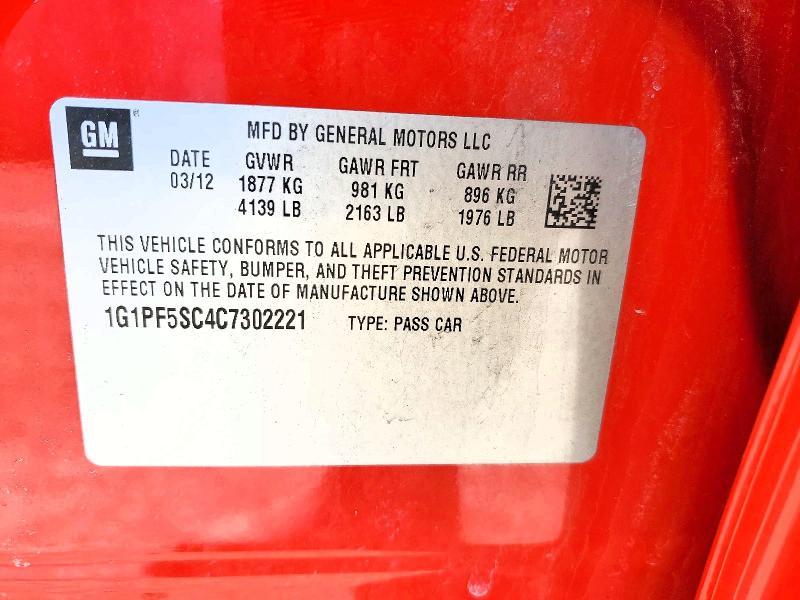 GM
MFD BY GENERAL MOTORS LLC
DATE GVWR GAWR FRT GAWR RR
03/12 1877 KG 981 KG 896 KG
4139 LB 2163 LB 1976 LB
THIS VEHICLE CONFORMS TO ALL APPLICABLE U.S. FEDERAL MOTOR
VEHICLE SAFETY, BUMPER, AND THEFT PREVENTION STANDARDS IN
EFFECT ON THE DATE OF MANUFACTURE SHOWN ABOVE.
1G1PF5SC4C7302221 TYPE: PASS CAR